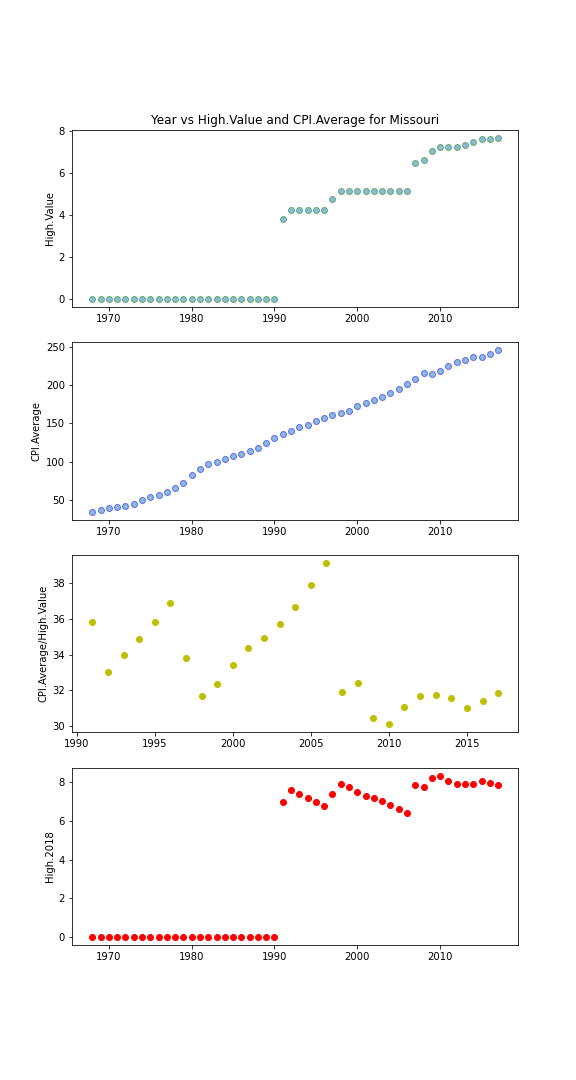 Year vs High.Value and CPI.Average for Missouri
High.Value
8
6
4
2
0
1970 1980 1990 2000 2010
CPI.Average
250
200
150
100
50
1970 1980 1990 2000 2010
CPI.Average/High.Value
38
36
34
32
30
1990 1995 2000 2005 2010 2015
High.2018
8
6
4
2
0
1970 1980 1990 2000 2010